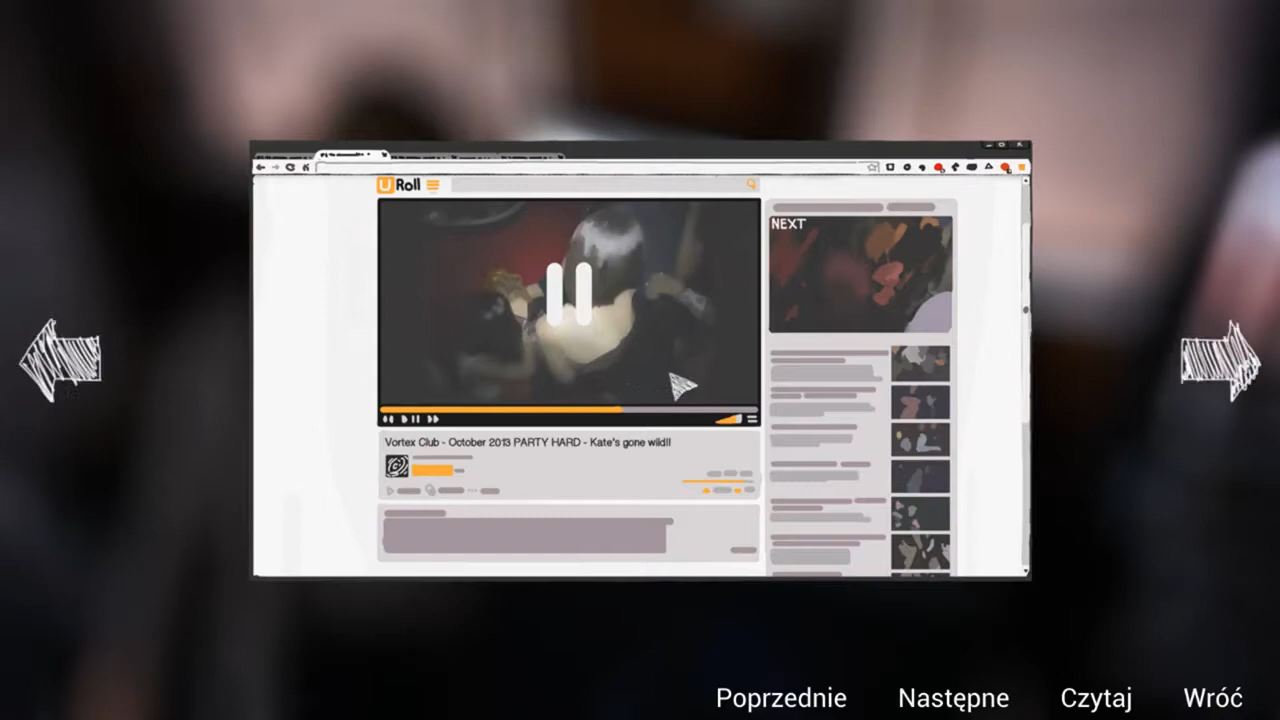 URoll
NEXT
Vortex Club - October 2013 PARTY HARD - Kate's gone wild!!
Poprzednie Następne Czytaj Wróć